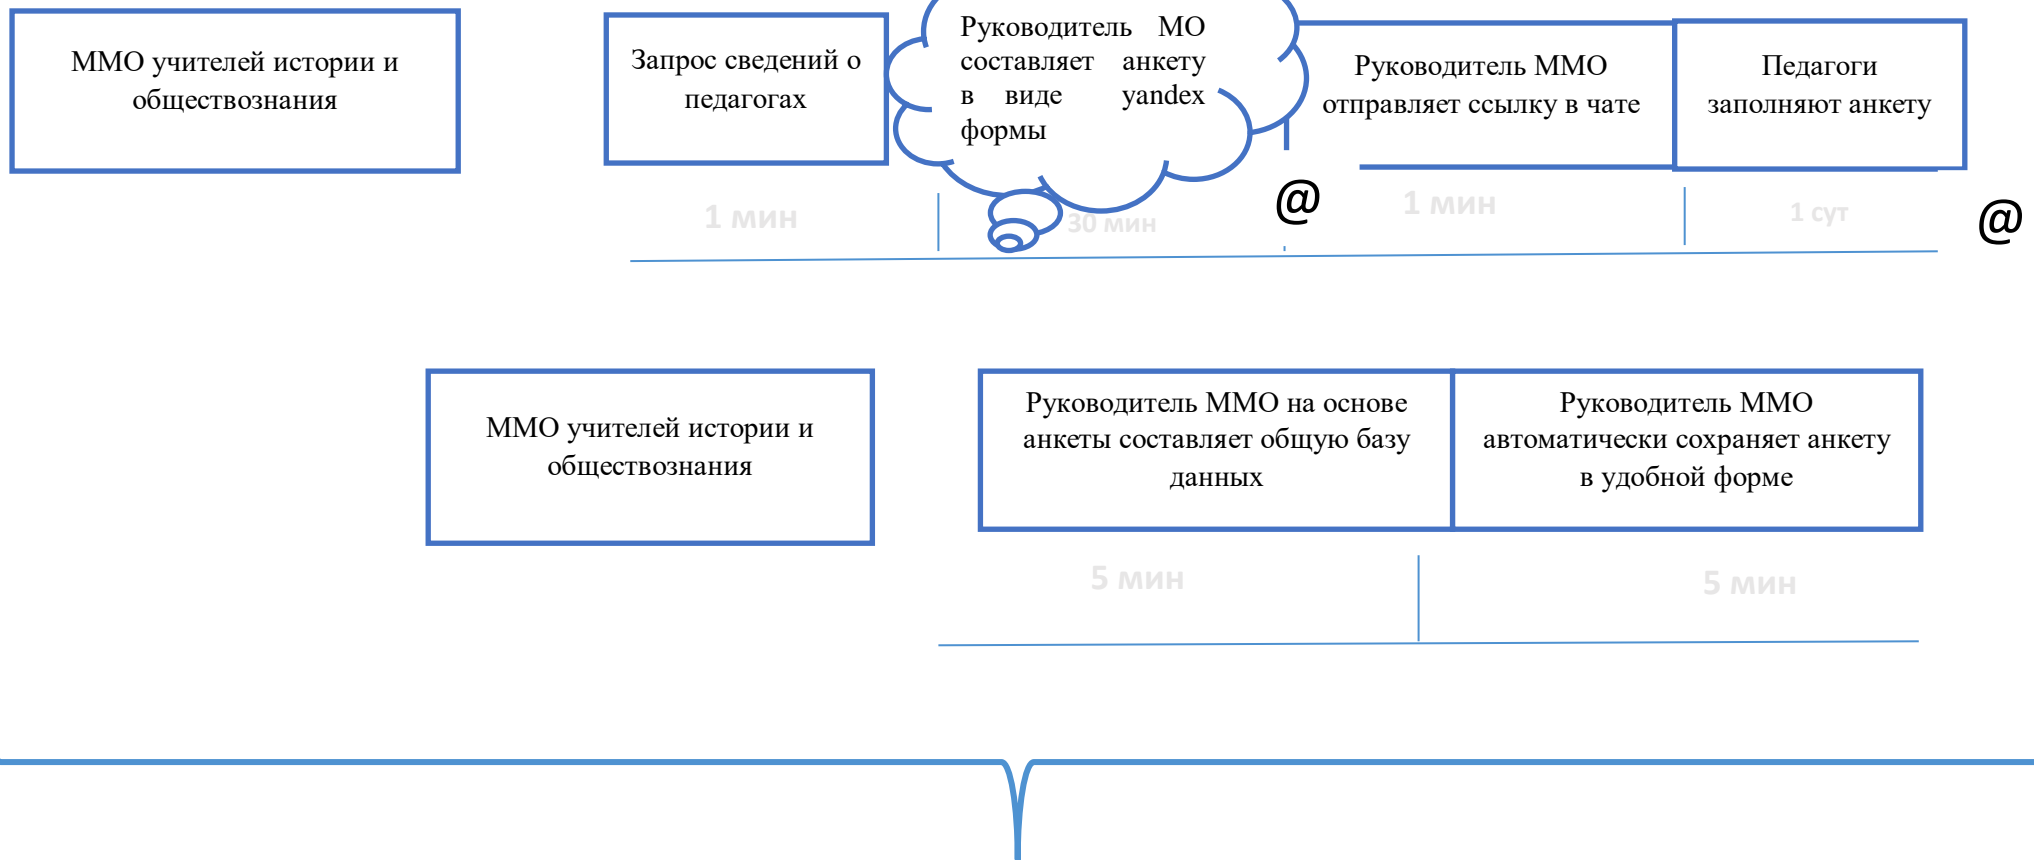 ММО учителей истории и
обществознания
Запрос сведений о
педагогах
Руководитель МО
составляет анкету
в виде yandex
формы
Руководитель ММО
отправляет ссылку в чате
Педагоги
заполняют анкету
1 мин
30 мин
@
1 мин
1 сут
@
ММО учителей истории и
обществознания
Руководитель ММО на основе
анкеты составляет общую базу
данных
Руководитель ММО
автоматически сохраняет анкету
в удобной форме
5 мин
5 мин